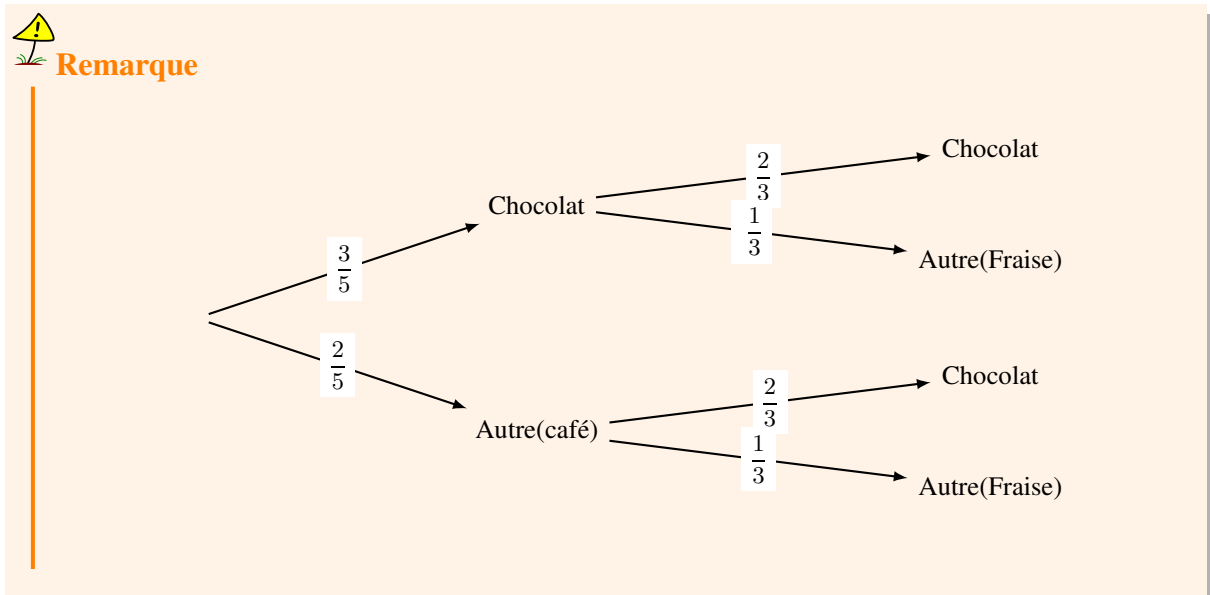 !
Remarque
Chocolat
2/3
Chocolat
1/3
3/5
Autre(Fraise)
2/5
Chocolat
2/3
Autre(café)
1/3
Autre(Fraise)